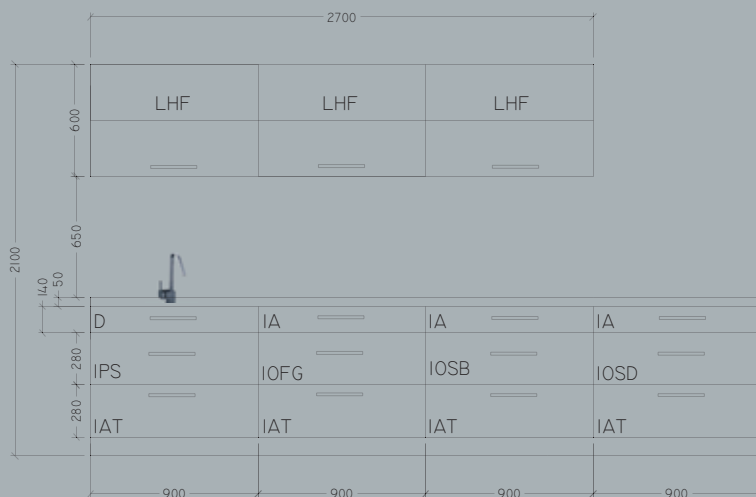 2700
LHF LHF LHF
600
650
2100
140
50
D IA IA IA
280
IPS IOFG IOSB IOSD
280
IAT IAT IAT IAT
900 900 900 900